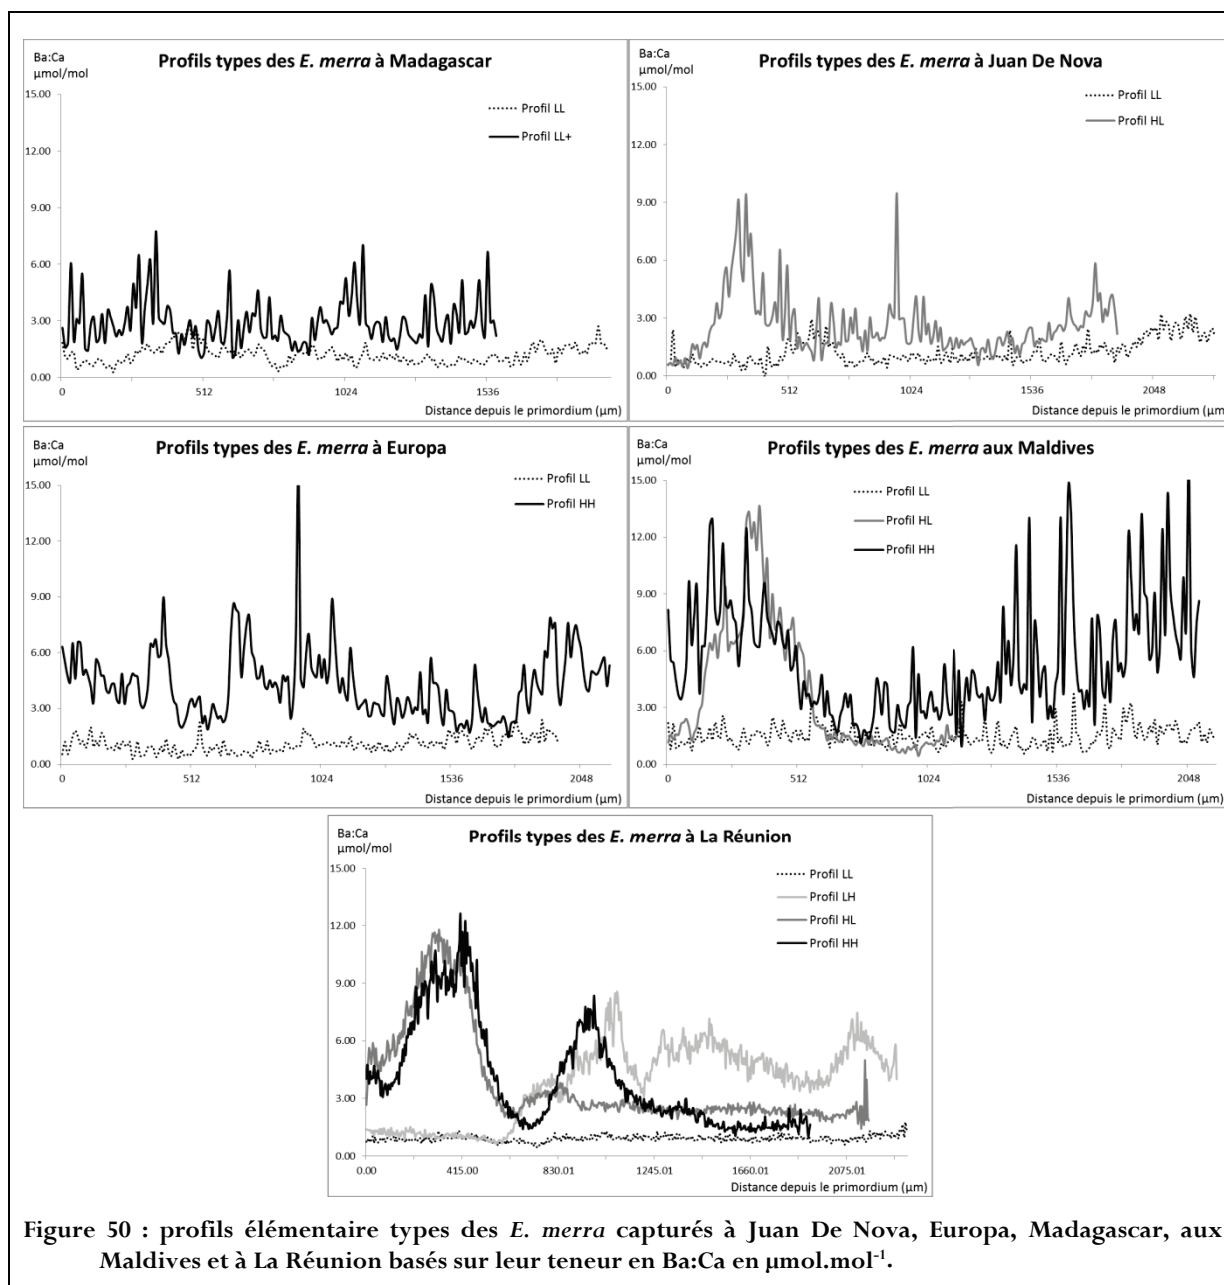 Profils types des E. merra à Madagascar
Ba:Ca
µmol/mol
15.00
12.00
9.00
6.00
3.00
0.00
0
512
1024
1536
Distance depuis le primordium (µm)
Profil LL
Profil LL+
Profils types des E. merra à Juan De Nova
Ba:Ca
µmol/mol
15.00
12.00
9.00
6.00
3.00
0.00
0
512
1024
1536
2048
Distance depuis le primordium (µm)
Profil LL
Profil HL
Profils types des E. merra à Europa
Ba:Ca
µmol/mol
15.00
12.00
9.00
6.00
3.00
0.00
0
512
1024
1536
2048
Distance depuis le primordium (µm)
Profil LL
Profil HH
Profils types des E. merra aux Maldives
Ba:Ca
µmol/mol
15.00
12.00
9.00
6.00
3.00
0.00
0
512
1024
1536
2048
Distance depuis le primordium (µm)
Profil LL
Profil HL
Profil HH
Profils types des E. merra à La Réunion
Ba:Ca
µmol/mol
15.00
12.00
9.00
6.00
3.00
0.00
0.00
415.00
830.01
1245.01
1660.01
2075.01
Distance depuis le primordium (µm)
Profil LL
Profil LH
Profil HL
Profil HH
Figure 50 : profils élémentaire types des E. merra capturés à Juan De Nova, Europa, Madagascar, aux
Maldives et à La Réunion basés sur leur teneur en Ba:Ca en µmol.mol⁻¹.